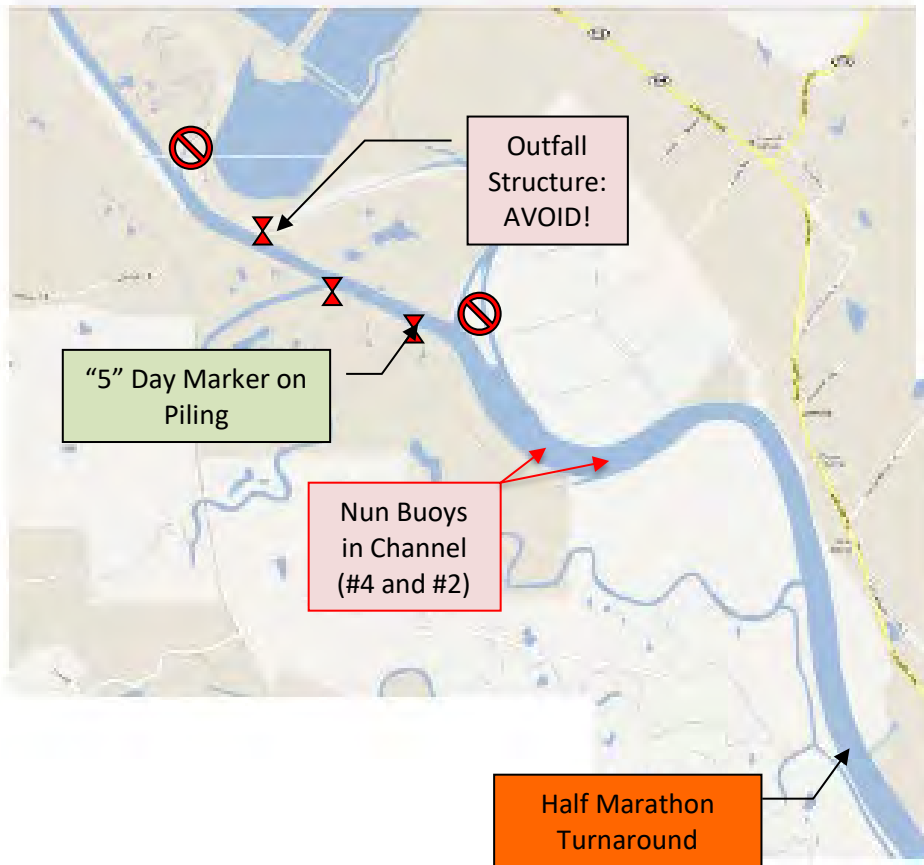 Outfall
Structure:
AVOID!
“5” Day Marker on
Piling
Nun Buoys
in Channel
(#4 and #2)
Half Marathon
Turnaround